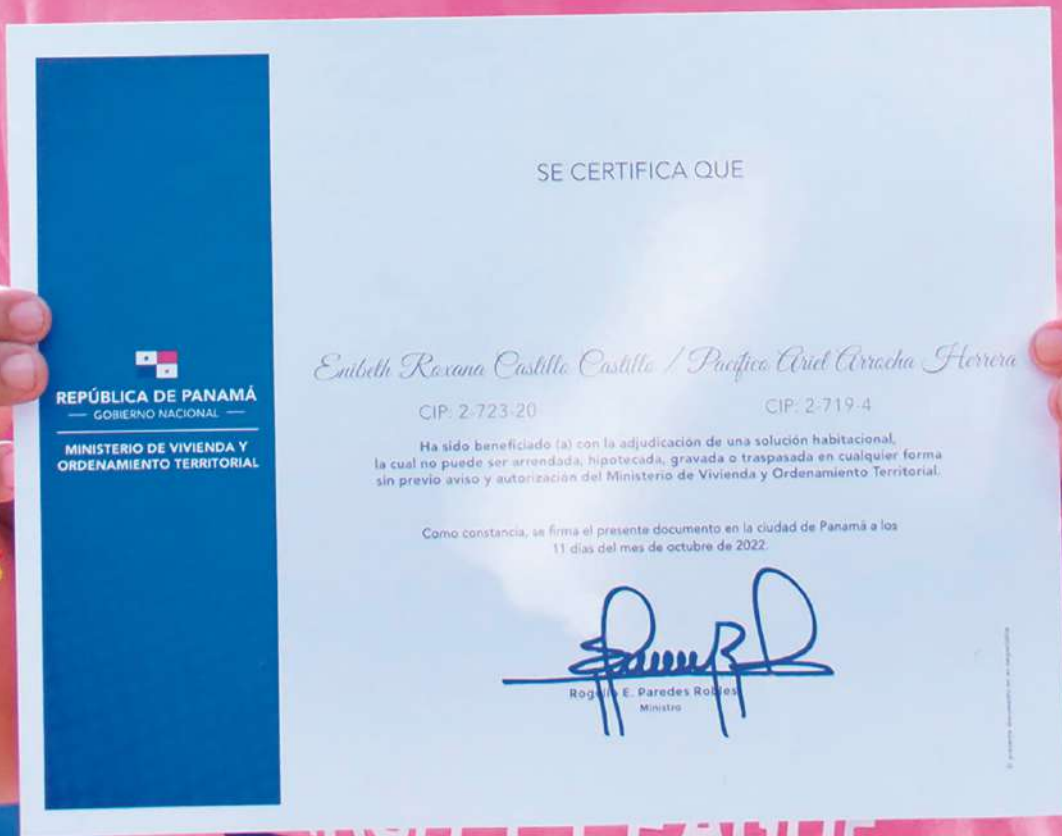 SE CERTIFICA QUE
REPÚBLICA DE PANAMÁ
GOBIERNO NACIONAL
MINISTERIO DE VIVIENDA Y
ORDENAMIENTO TERRITORIAL
Enibeth Roxana Castillo Castillo / Pacífico Ariel Arrocha Herrera
CIP: 2-723-20 CIP: 2-719-4
Ha sido beneficiado (a) con la adjudicación de una solución habitacional,
la cual no puede ser arrendada, hipotecada, gravada o traspasada en cualquier forma
sin previo aviso y autorización del Ministerio de Vivienda y Ordenamiento Territorial.
Como constancia, se firma el presente documento en la ciudad de Panamá a los
11 días del mes de octubre de 2022.
Rogelio E. Paredes Robles
Ministro